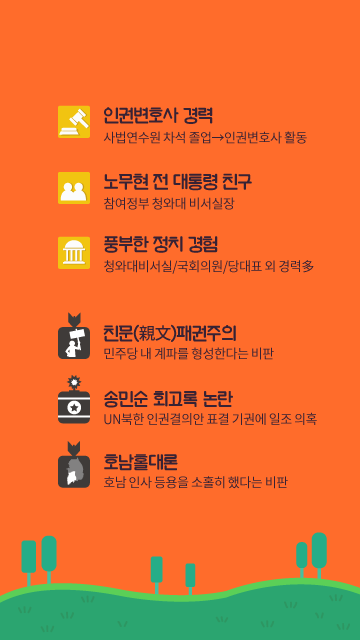 인권변호사 경력
사법연수원 차석 졸업→인권변호사 활동
노무현 전 대통령 친구
참여정부 청와대 비서실장
풍부한 정치 경험
청와대비서실/국회의원/당대표 외 경력多
친문(親文)패권주의
민주당 내 계파를 형성한다는 비판
송민순 회고록 논란
UN북한 인권결의안 표결 기권에 일조 의혹
호남홀대론
호남 인사 등용을 소홀히 했다는 비판